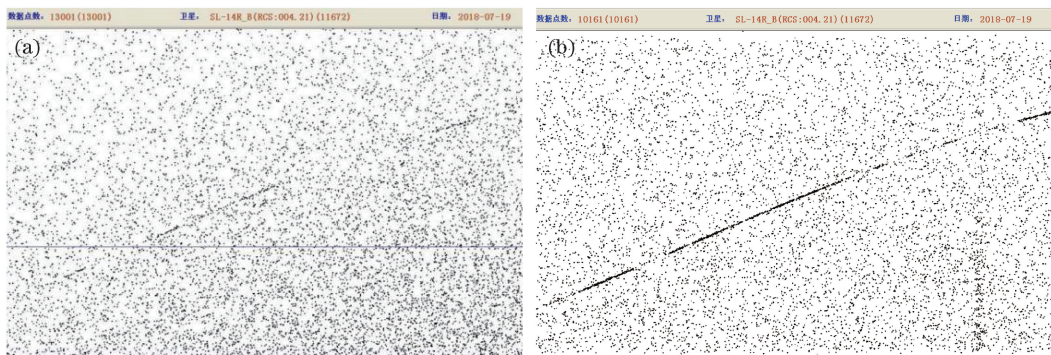 数据点数: 13001(13001) 卫星: SL-14R_B(RCS:004.21)(11672) 日期: 2018-07-19
(a)
数据点数: 10161(10161) 卫星: SL-14R_B(RCS:004.21)(11672) 日期: 2018-07-19
(b)